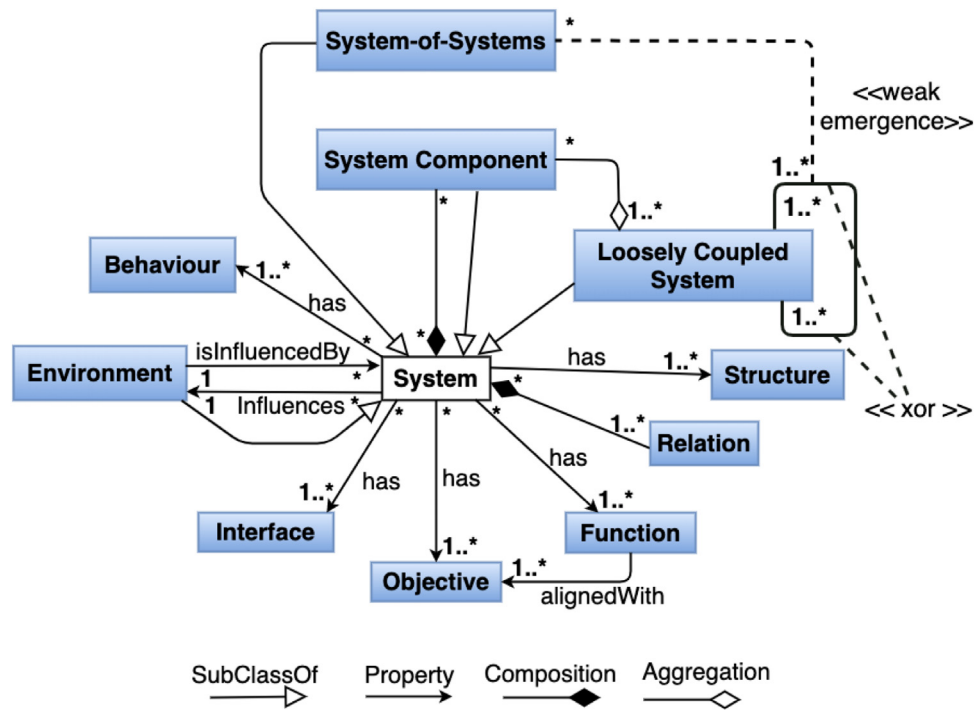 System-of-Systems
*
<<weak
emergence>>
System Component
*
*
1..*
1..*
1..*
Loosely Coupled
System
1..*
Behaviour
1..*
has
*
*
isInfluencedBy
Environment
1
*
System
*
has
1..*
Structure
1
Influences
*
*
*
*
<< xor >>
1..*
Relation
has
has
has
1..*
1..*
Interface
Function
1..*
1..*
Objective
alignedWith
SubClassOf
Property
Composition
Aggregation